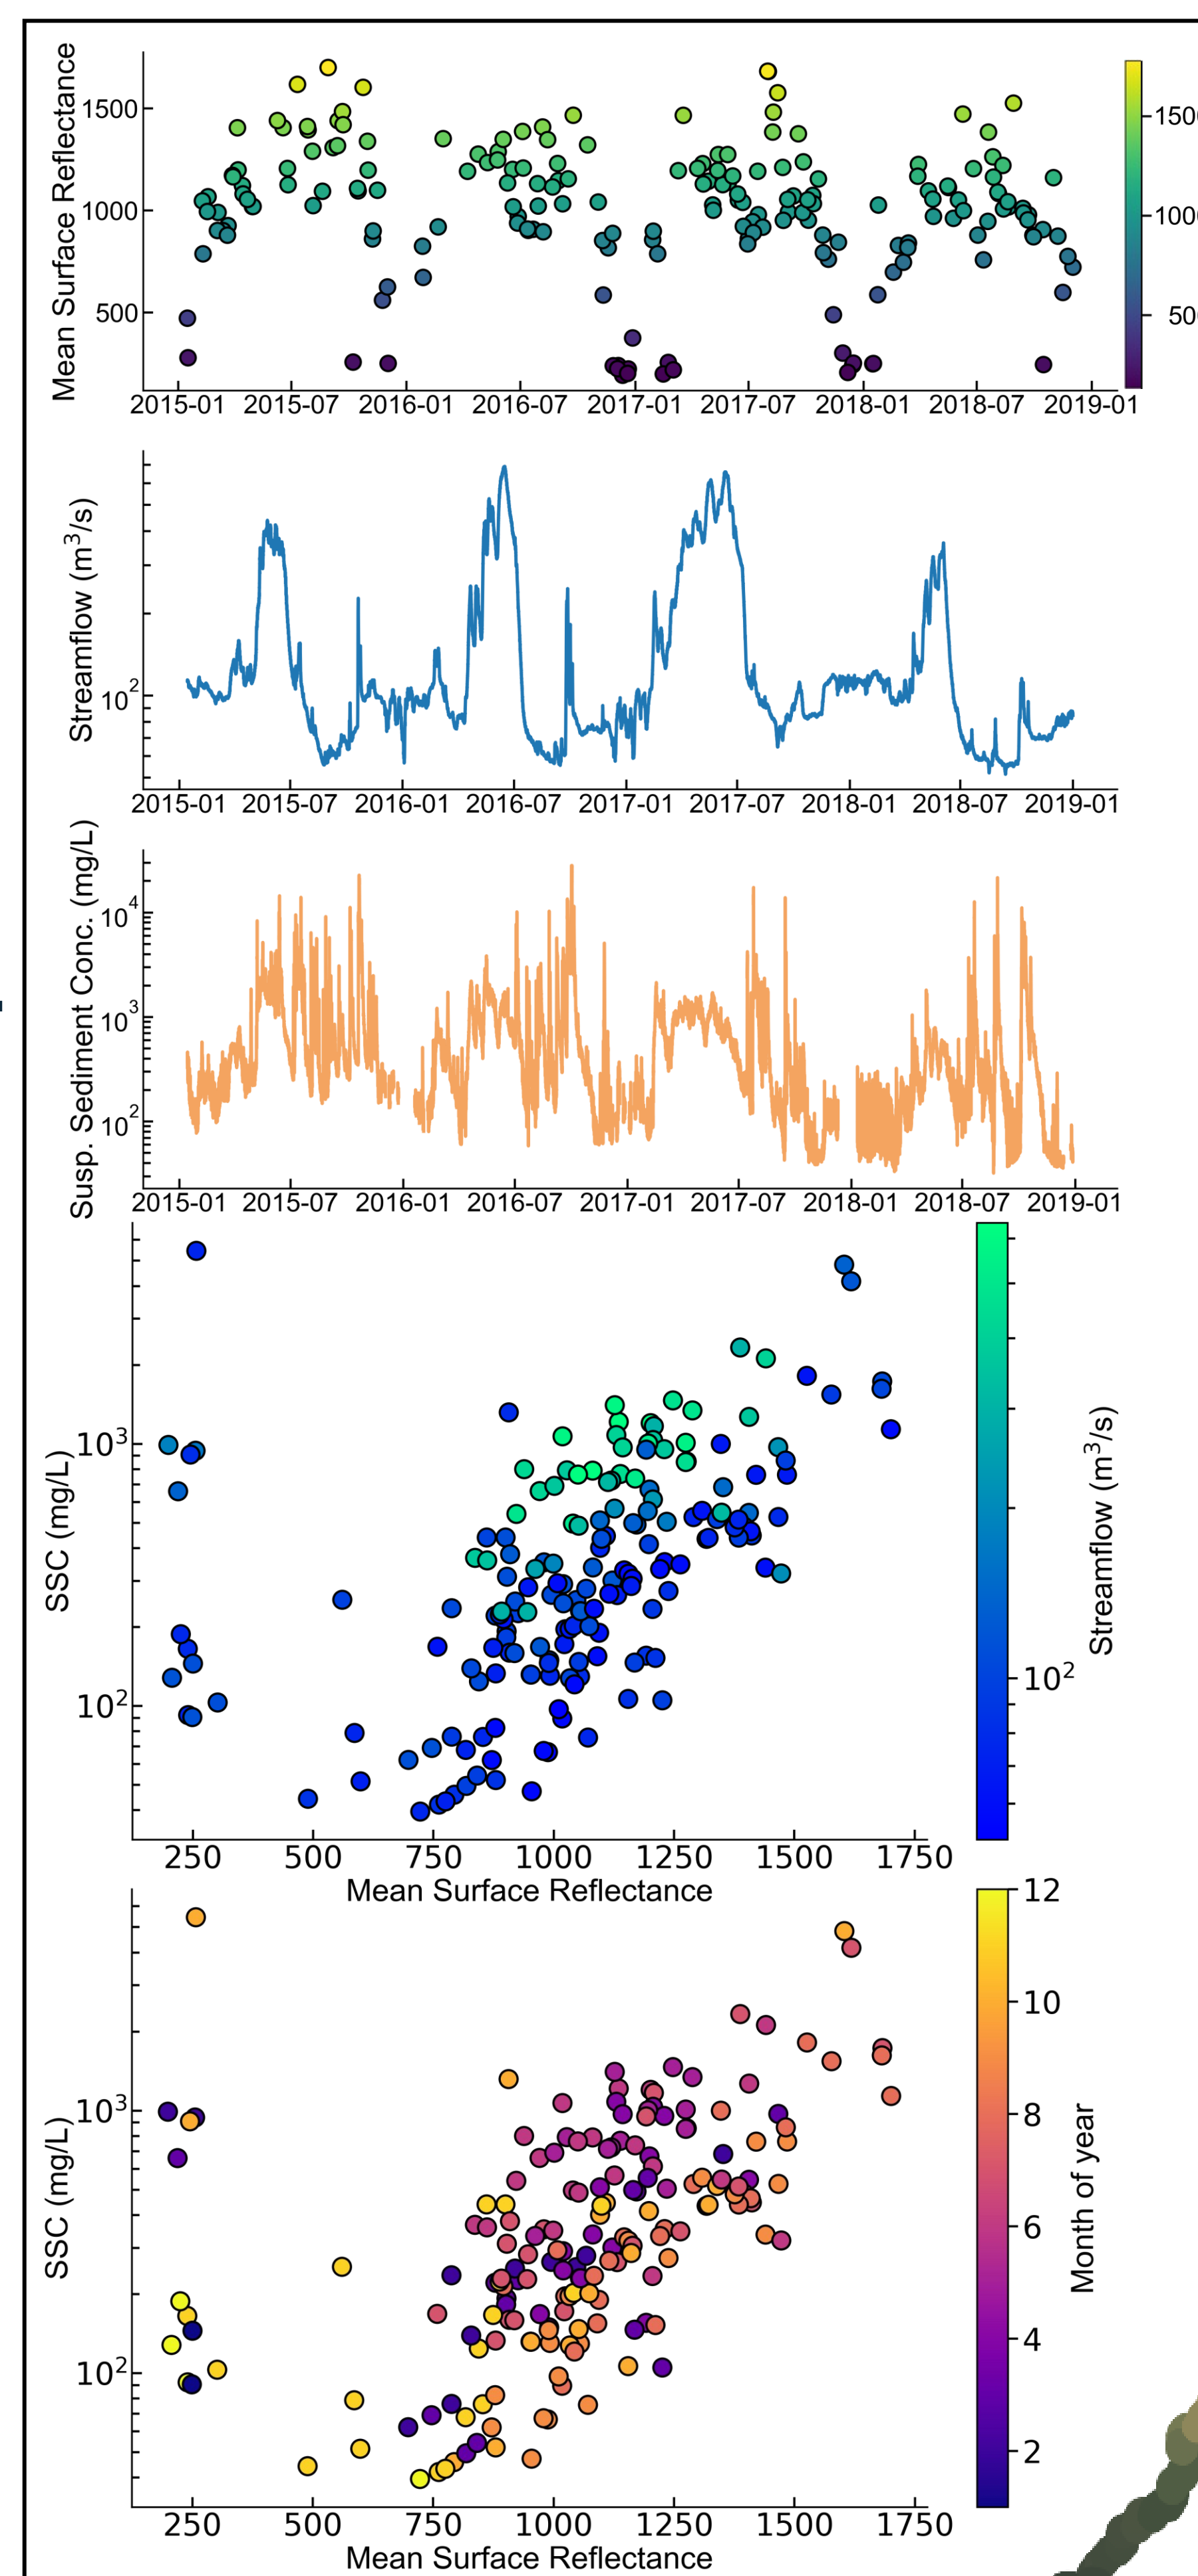 Mean Surface Reflectance
1500
1000
500
2015-01 2015-07 2016-01 2016-07 2017-01 2017-07 2018-01 2018-07 2019-01
Streamflow (m³/s)
10²
2015-01 2015-07 2016-01 2016-07 2017-01 2017-07 2018-01 2018-07 2019-01
Susp. Sediment Conc. (mg/L)
10⁴
10³
10²
2015-01 2015-07 2016-01 2016-07 2017-01 2017-07 2018-01 2018-07 2019-01
SSC (mg/L)
10³
10²
250 500 750 1000 1250 1500 1750
Mean Surface Reflectance
10²
Streamflow (m³/s)
SSC (mg/L)
10³
10²
250 500 750 1000 1250 1500 1750
Mean Surface Reflectance
12
10
8
6
4
2
Month of year